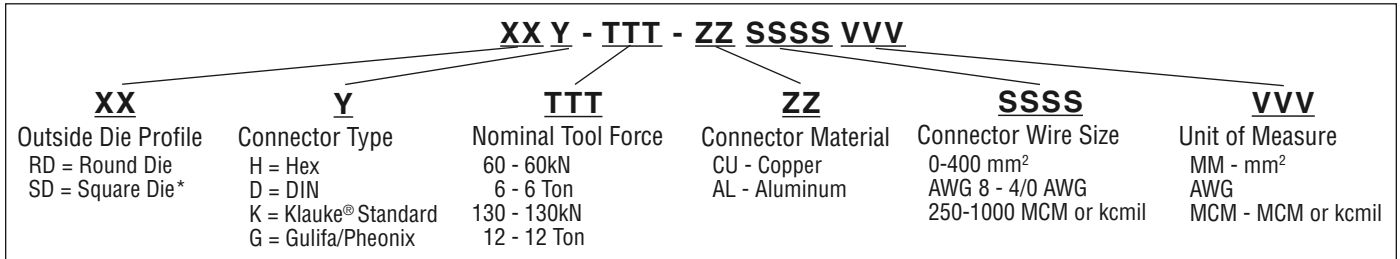 XX Y - TTT - ZZ SSSS VVV
XX
Outside Die Profile
RD = Round Die
SD = Square Die*
Y
Connector Type
H = Hex
D = DIN
K = Klauke® Standard
G = Gulifa/Pheonix
TTT
Nominal Tool Force
60 - 60kN
6 - 6 Ton
130 - 130kN
12 - 12 Ton
ZZ
Connector Material
CU - Copper
AL - Aluminum
SSSS
Connector Wire Size
0-400 mm²
AWG 8 - 4/0 AWG
250-1000 MCM or kcmil
VVV
Unit of Measure
MM - mm²
AWG
MCM - MCM or kcmil